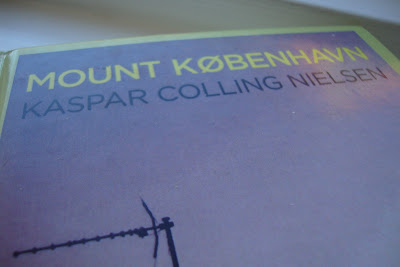 MOUNT KØBENHAVN
KASPAR COLLING NIELSEN